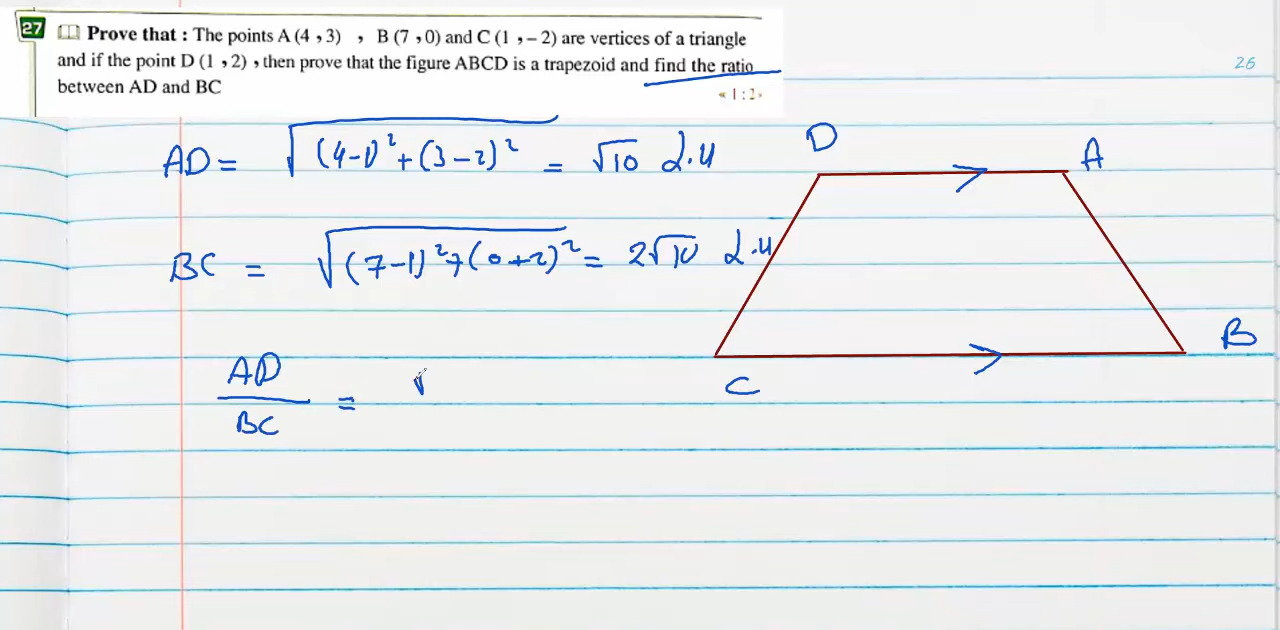 27 Prove that : The points A (4 , 3) , B (7 , 0) and C (1 , – 2) are vertices of a triangle
and if the point D (1 , 2) , then prove that the figure ABCD is a trapezoid and find the ratio
between AD and BC
« 1 : 2 »
26
AD = √(4-1)² + (3-2)² = √10 L.U
BC = √(7-1)² + (0+2)² = 2√10 L.U
AD/BC = √
D
A
B
C